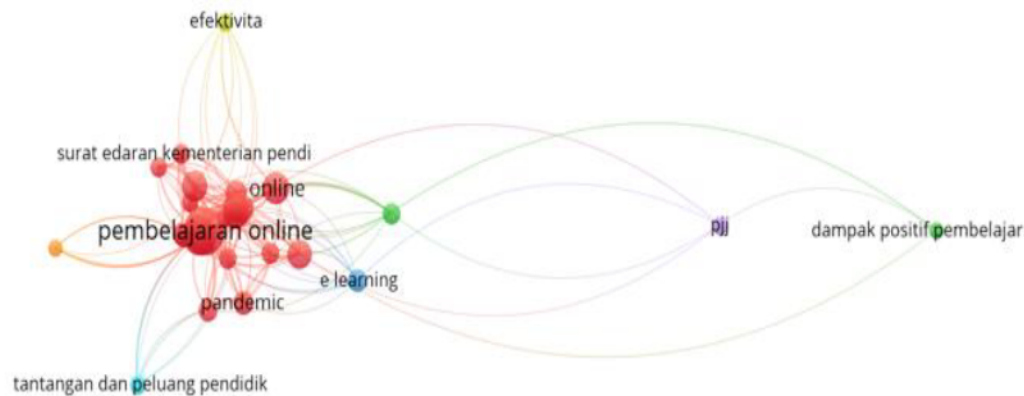 efektivita
surat edaran kementerian pendi
online
pembelajaran online
pjj
dampak positif pembelajar
e learning
pandemic
tantangan dan peluang pendidik